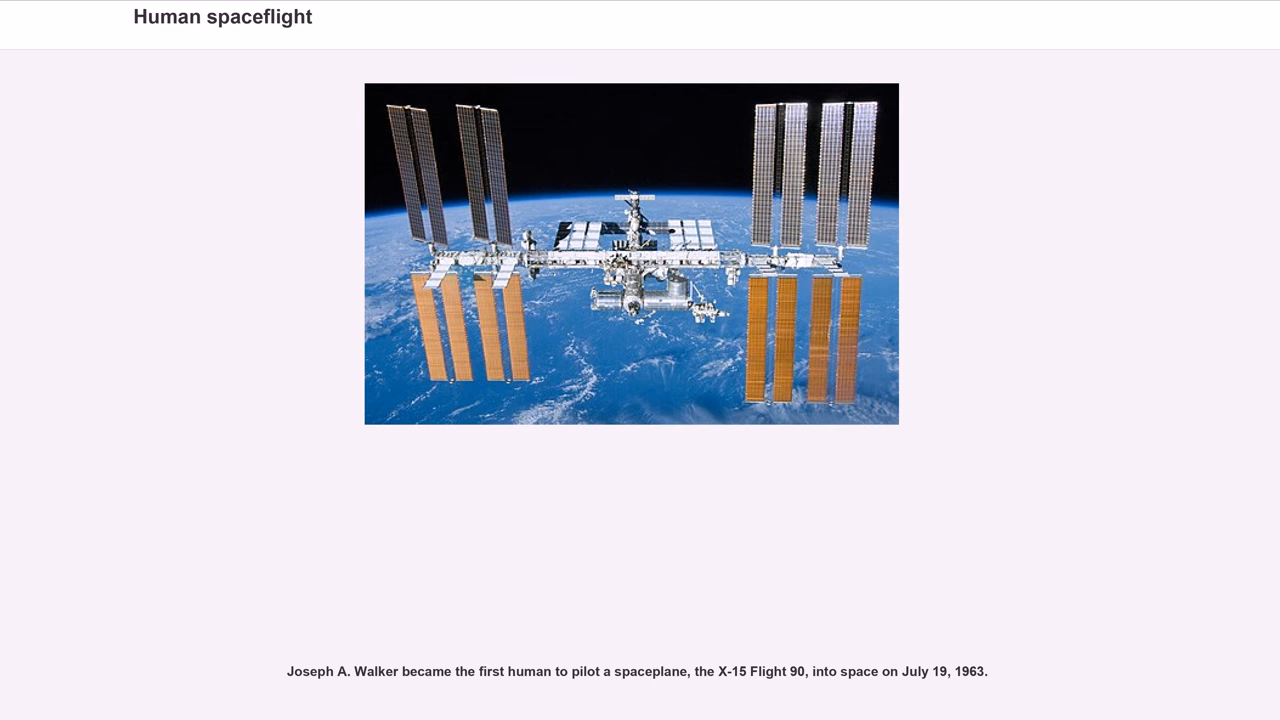 Human spaceflight
Joseph A. Walker became the first human to pilot a spaceplane, the X-15 Flight 90, into space on July 19, 1963.